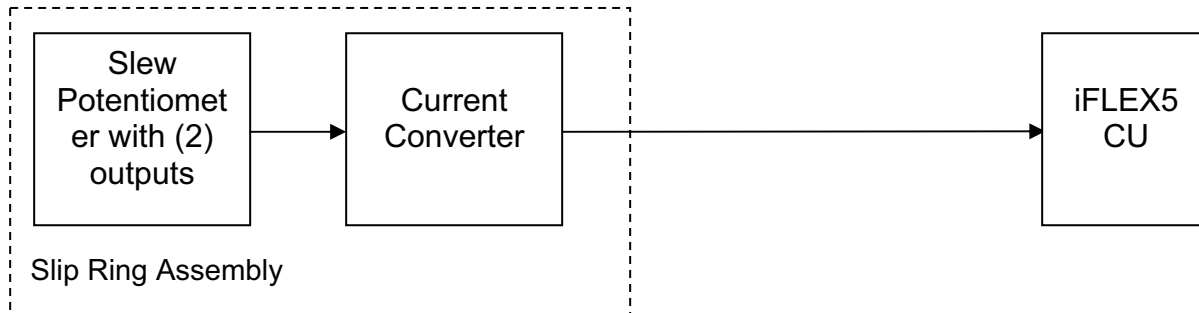 Slew
Potentiomet
er with (2)
outputs
Current
Converter
iFLEX5
CU
Slip Ring Assembly